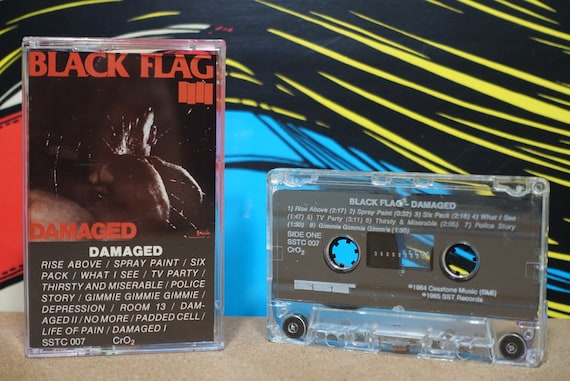 BLACK FLAG
DAMAGED
DAMAGED
RISE ABOVE / SPRAY PAINT / SIX
PACK / WHAT I SEE / TV PARTY /
THIRSTY AND MISERABLE / POLICE
STORY / GIMMIE GIMMIE GIMMIE /
DEPRESSION / ROOM 13 / DAM-
AGED II / NO MORE / PADDED CELL /
LIFE OF PAIN / DAMAGED I
SSTC 007 CrO2
BLACK FLAG - DAMAGED
1) Rise Above (2:17) 2) Spray Paint (0:32) 3) Six Pack (2:18) 4) What I See
(1:47) 5) TV Party (3:11) 6) Thirsty & Miserable (2:05) 7) Police Story
(1:30) 8) Gimmie Gimmie Gimmie (1:50)
SIDE ONE
SSTC 007
CrO2
SST
℗1984 Cesstone Music (BMI)
©1985 SST Records